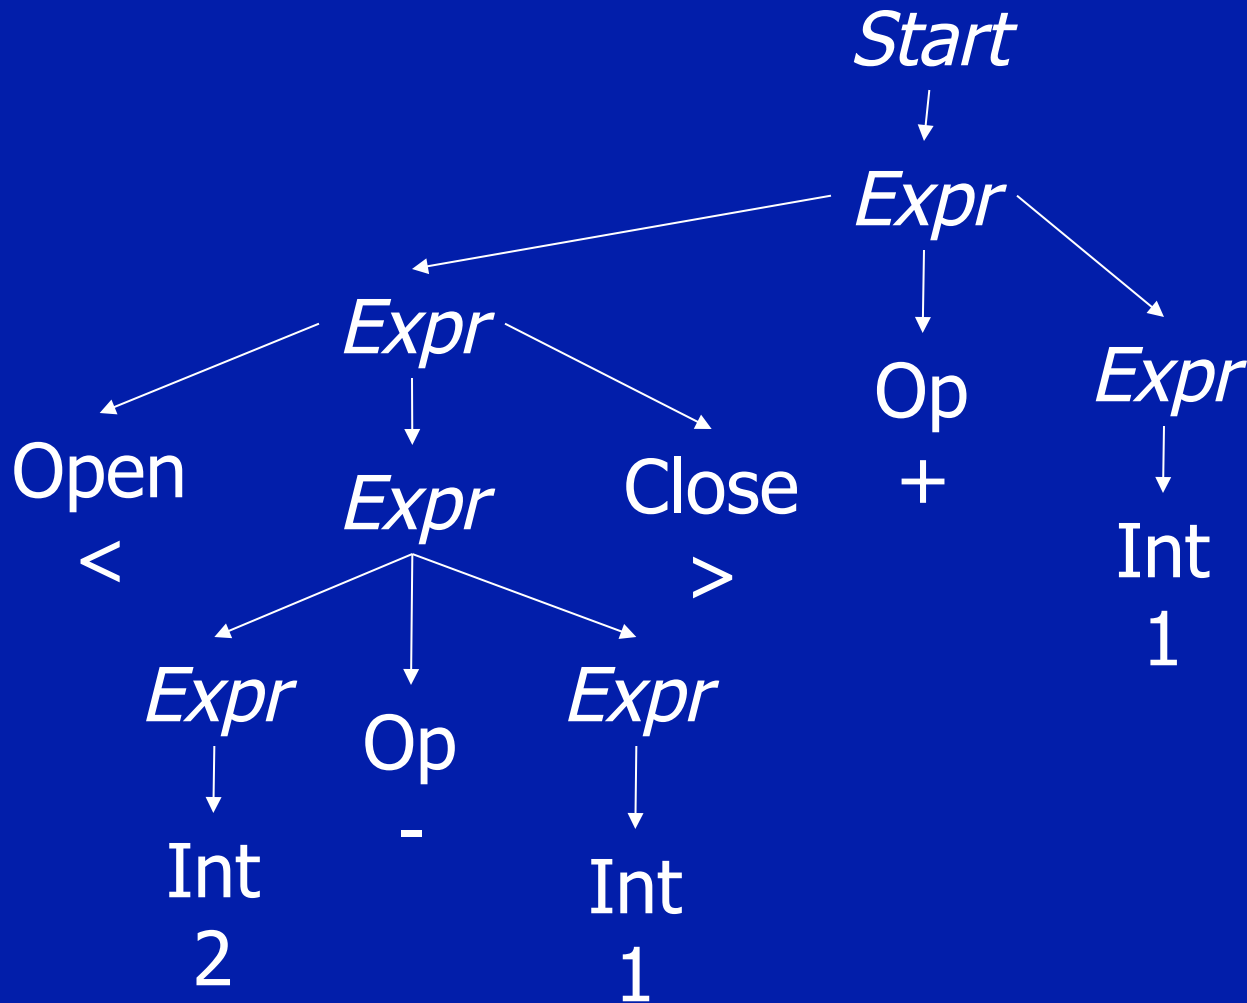 Start
Expr
Expr
Op
+
Expr
Open
<
Expr
Close
>
Int
1
Expr
Op
-
Expr
Int
2
Int
1